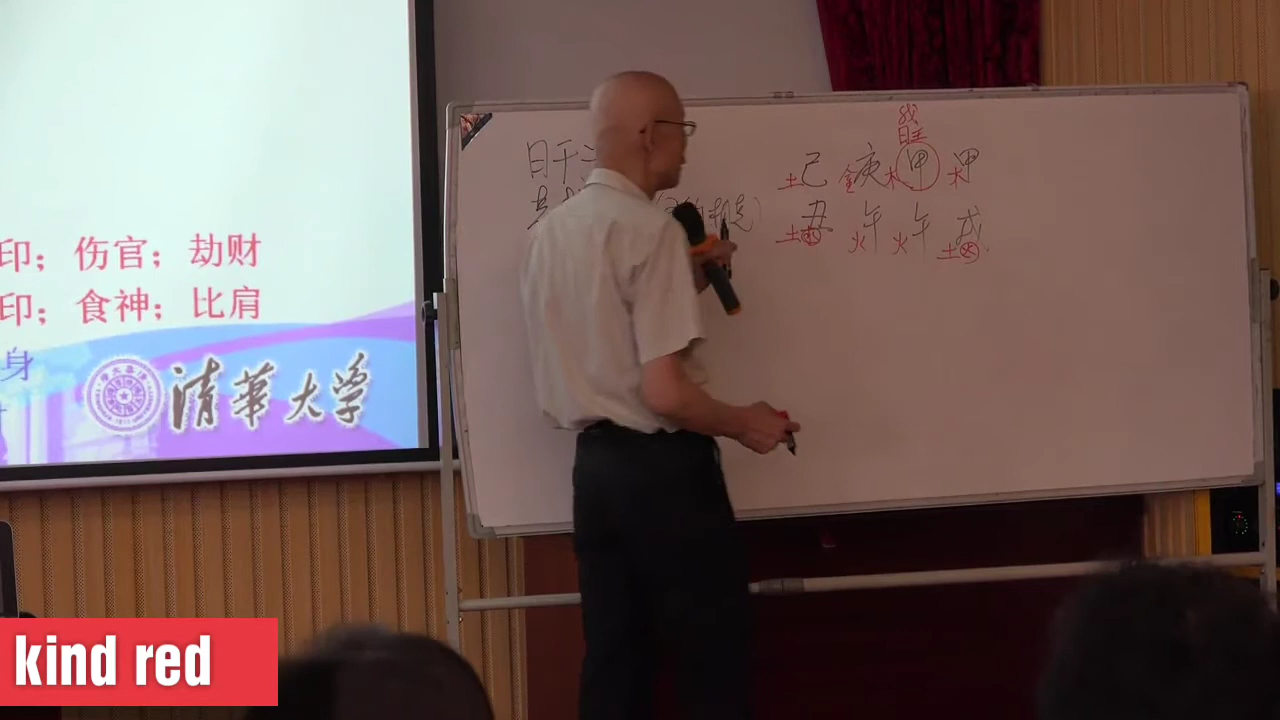 印；伤官；劫财
印；食神；比肩
身
清華大学
日干
我
日主
土己 金庚 木甲 木甲
土丑 火午 火午 土戌
kind red